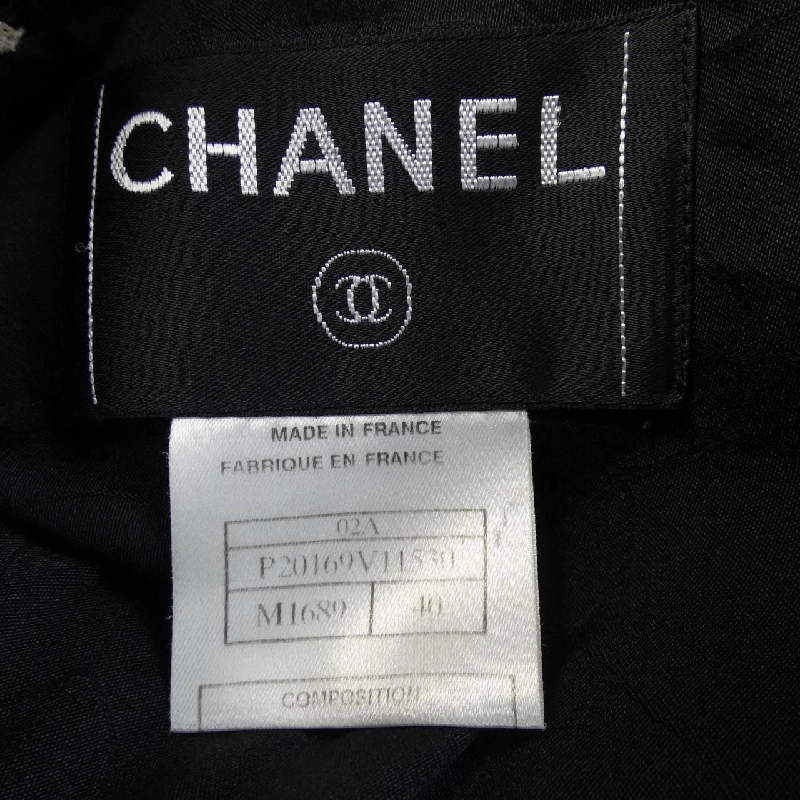 CHANEL
MADE IN FRANCE
FABRIQUE EN FRANCE
02A
P20169V11530
M1689 40
COMPOSITION